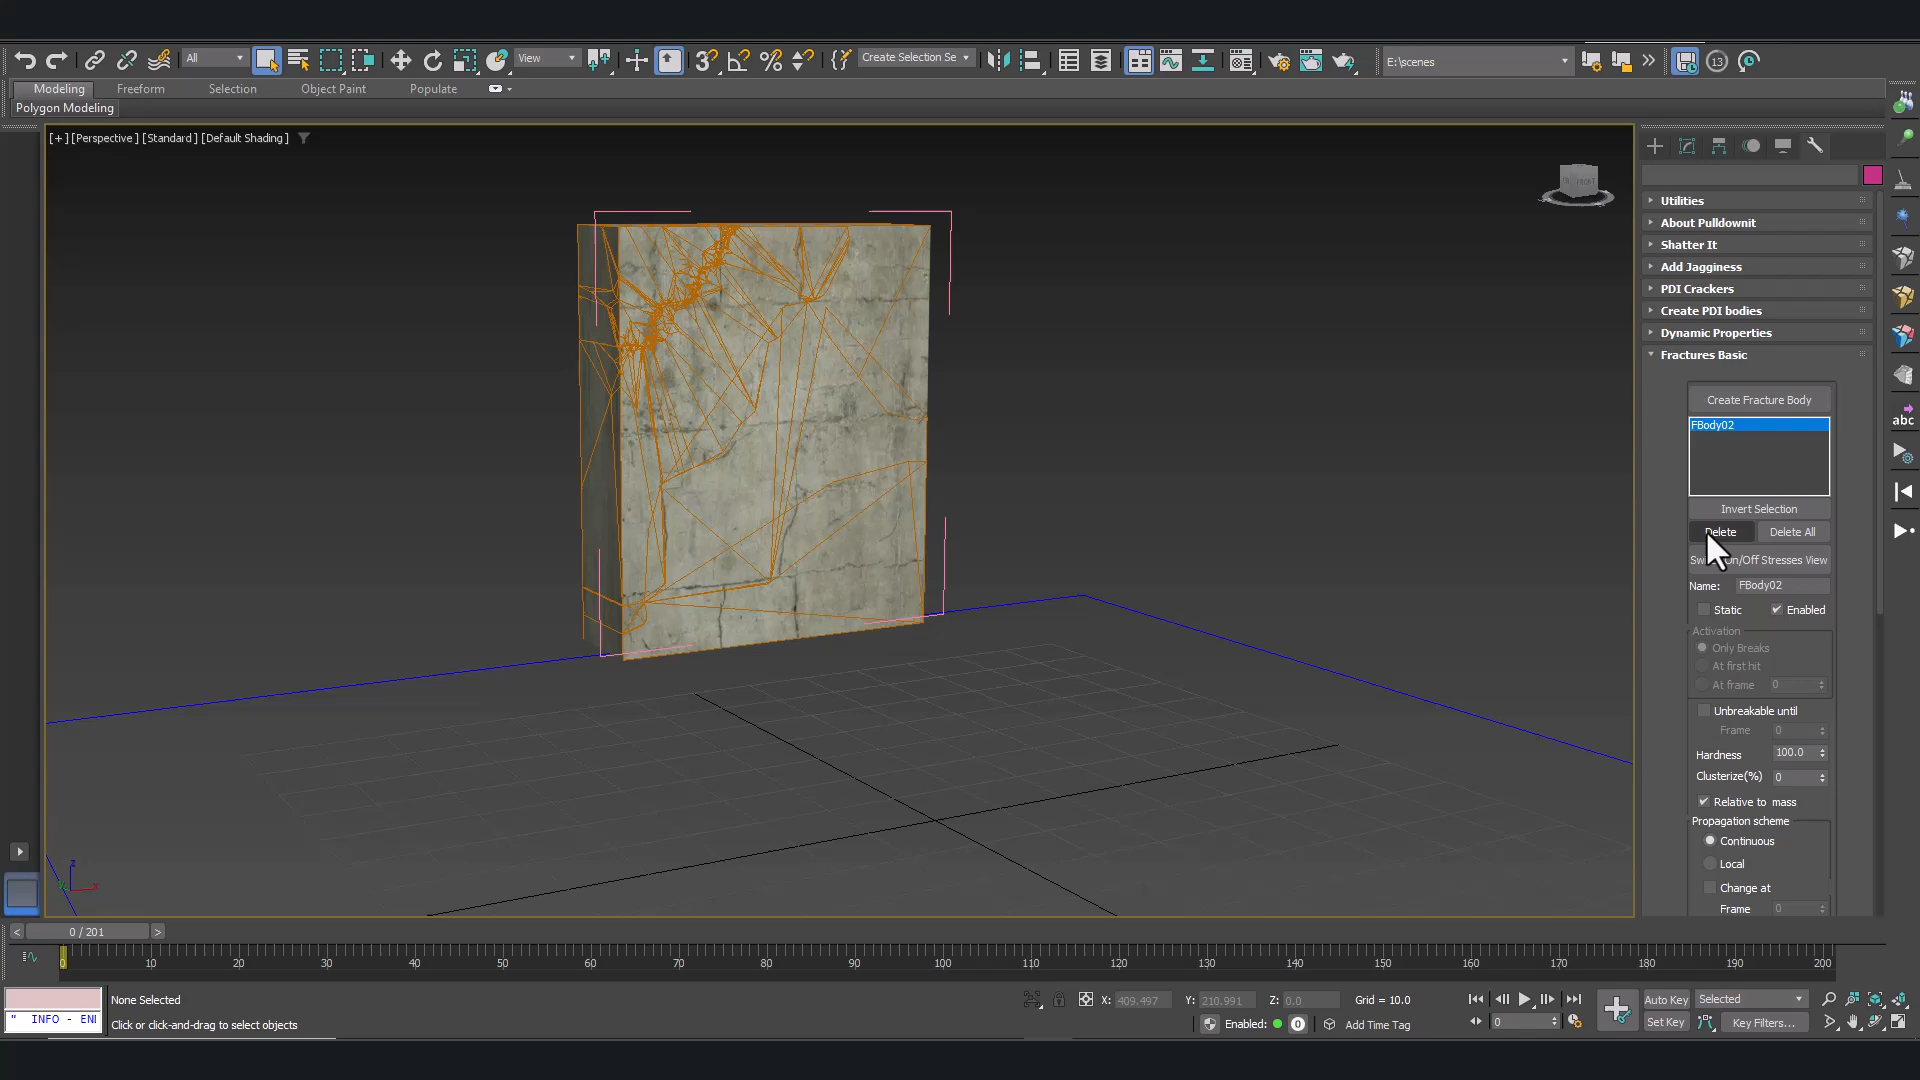 All
View
Create Selection Se
E:\scenes
13
Modeling
Freeform
Selection
Object Paint
Populate
Polygon Modeling
[+] [Perspective ] [Standard ] [Default Shading ]
FRONT
Utilities
About Pulldownit
Shatter It
Add Jagginess
PDI Crackers
Create PDI bodies
Dynamic Properties
Fractures Basic
Create Fracture Body
FBody02
Invert Selection
Delete
Delete All
On/Off Stresses View
Name:
FBody02
Static
Enabled
Activation
Only Breaks
At first hit
At frame
0
Unbreakable until
Frame
0
Hardness
100.0
Clusterize(%)
0
Relative to mass
Propagation scheme
Continuous
Local
Change at
Frame
0
abc
z
x
<
0 / 201
>
0
10
20
30
40
50
60
70
80
90
100
110
120
130
140
150
160
170
180
190
200
None Selected
" INFO - ENI
Click or click-and-drag to select objects
X: 409.497
Y: 210.991
Z: 0.0
Grid = 10.0
Enabled:
0
Add Time Tag
0
Auto Key
Selected
Set Key
Key Filters...